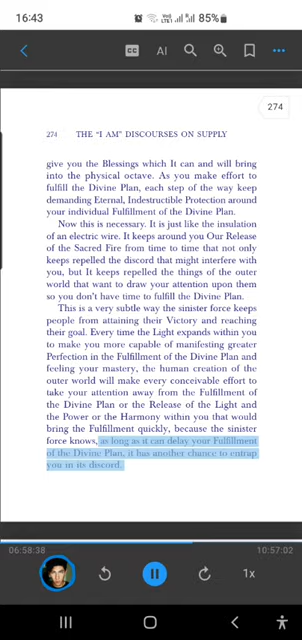 16:43
85%
CC
AI
274
274 THE “I AM” DISCOURSES ON SUPPLY
give you the Blessings which It can and will bring
into the physical octave. As you make effort to
fulfill the Divine Plan, each step of the way keep
demanding Eternal, Indestructible Protection around
your individual Fulfillment of the Divine Plan.
Now this is necessary. It is just like the insulation
of an electric wire. It keeps around you Our Release
of the Sacred Fire from time to time that not only
keeps repelled the discord that might interfere with
you, but It keeps repelled the things of the outer
world that want to draw your attention upon them
so you don’t have time to fulfill the Divine Plan.
This is a very subtle way the sinister force keeps
people from attaining their Victory and reaching
their goal. Every time the Light expands within you
to make you more capable of manifesting greater
Perfection in the Fulfillment of the Divine Plan and
feeling your mastery, the human creation of the
outer world will make every conceivable effort to
take your attention away from the Fulfillment of
the Divine Plan or the Release of the Light and
the Power or the Harmony within you that would
bring the Fulfillment quickly, because the sinister
force knows, as long as it can delay your Fulfillment
of the Divine Plan, it has another chance to entrap
you in its discord.
06:58:38 10:57:02
1x